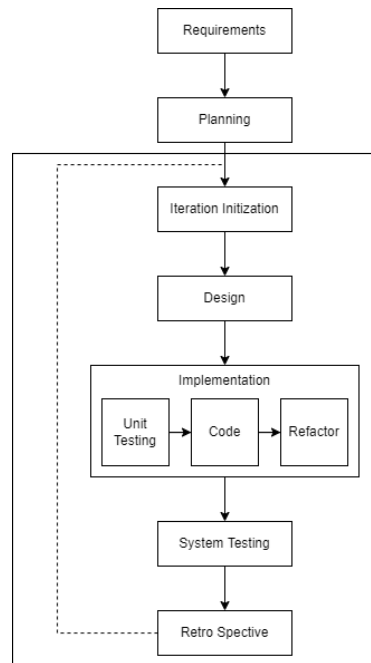 Requirements
Planning
Iteration Initization
Design
Implementation
Unit
Testing
Code
Refactor
System Testing
Retro Spective